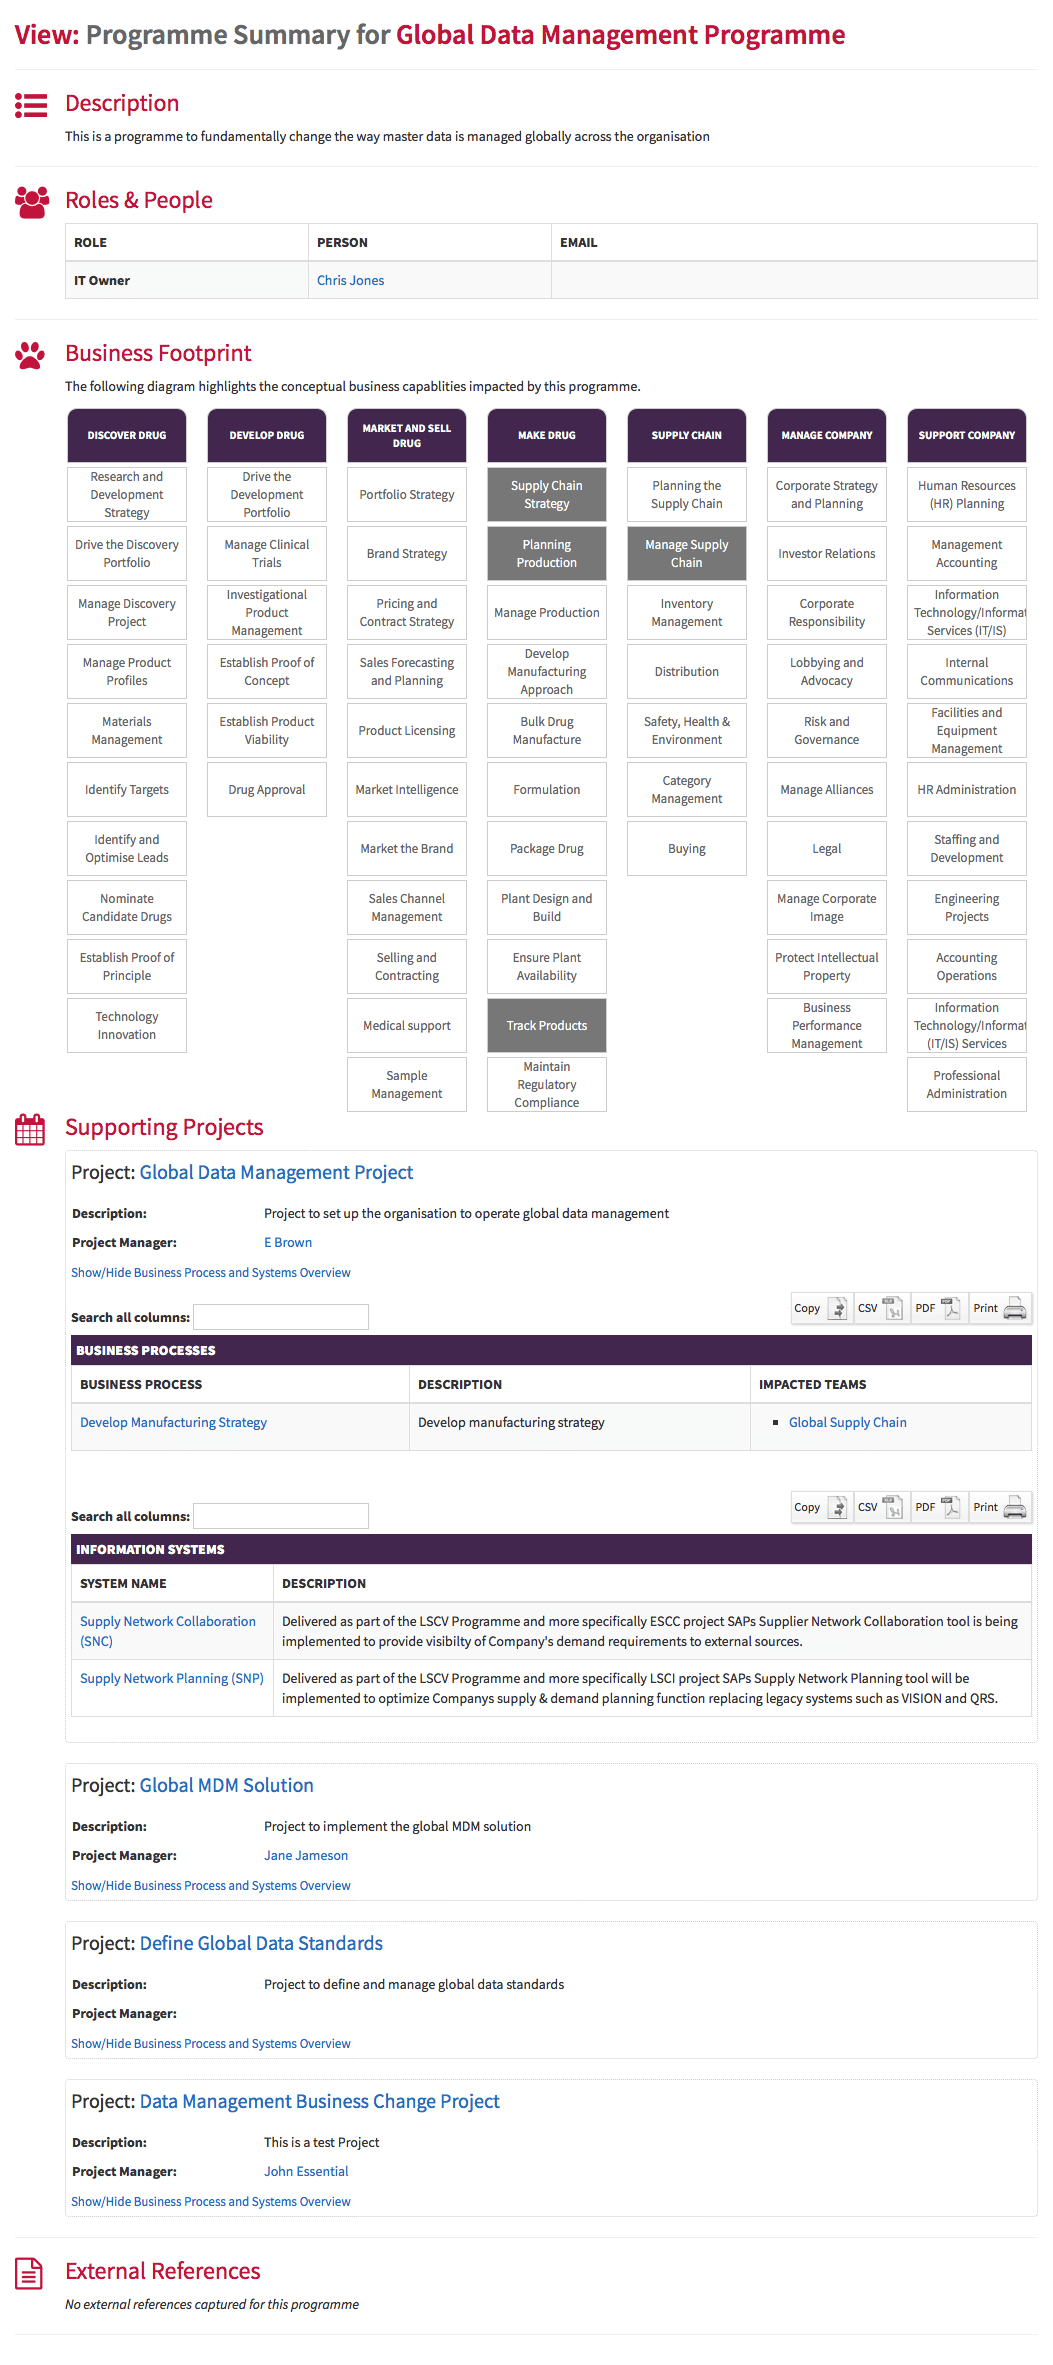 View: Programme Summary for Global Data Management Programme
Description
This is a programme to fundamentally change the way master data is managed globally across the organisation
Roles & People
ROLE PERSON EMAIL
IT Owner Chris Jones
Business Footprint
The following diagram highlights the conceptual business capablities impacted by this programme.
DISCOVER DRUG
Research and
Development
Strategy
Drive the Discovery
Portfolio
Manage Discovery
Project
Manage Product
Profiles
Materials
Management
Identify Targets
Identify and
Optimise Leads
Nominate
Candidate Drugs
Establish Proof of
Principle
Technology
Innovation
DEVELOP DRUG
Drive the
Development
Portfolio
Manage Clinical
Trials
Investigational
Product
Management
Establish Proof of
Concept
Establish Product
Viability
Drug Approval
MARKET AND SELL
DRUG
Portfolio Strategy
Brand Strategy
Pricing and
Contract Strategy
Sales Forecasting
and Planning
Product Licensing
Market Intelligence
Market the Brand
Sales Channel
Management
Selling and
Contracting
Medical support
Sample
Management
MAKE DRUG
Supply Chain
Strategy
Planning
Production
Manage Production
Develop
Manufacturing
Approach
Bulk Drug
Manufacture
Formulation
Package Drug
Plant Design and
Build
Ensure Plant
Availability
Track Products
Maintain
Regulatory
Compliance
SUPPLY CHAIN
Planning the
Supply Chain
Manage Supply
Chain
Inventory
Management
Distribution
Safety, Health &
Environment
Category
Management
Buying
MANAGE COMPANY
Corporate Strategy
and Planning
Investor Relations
Corporate
Responsibility
Lobbying and
Advocacy
Risk and
Governance
Manage Alliances
Legal
Manage Corporate
Image
Protect Intellectual
Property
Business
Performance
Management
SUPPORT COMPANY
Human Resources
(HR) Planning
Management
Accounting
Information
Technology/Informat
Services (IT/IS)
Internal
Communications
Facilities and
Equipment
Management
HR Administration
Staffing and
Development
Engineering
Projects
Accounting
Operations
Information
Technology/Informat
(IT/IS) Services
Professional
Administration
Supporting Projects
Project: Global Data Management Project
Description: Project to set up the organisation to operate global data management
Project Manager: E Brown
Show/Hide Business Process and Systems Overview
Search all columns: Copy CSV PDF Print
BUSINESS PROCESSES
BUSINESS PROCESS DESCRIPTION IMPACTED TEAMS
Develop Manufacturing Strategy Develop manufacturing strategy ▪ Global Supply Chain
Search all columns: Copy CSV PDF Print
INFORMATION SYSTEMS
SYSTEM NAME DESCRIPTION
Supply Network Collaboration
(SNC)
Delivered as part of the LSCV Programme and more specifically ESCC project SAPs Supplier Network Collaboration tool is being
implemented to provide visibilty of Company's demand requirements to external sources.
Supply Network Planning (SNP)
Delivered as part of the LSCV Programme and more specifically LSCI project SAPs Supply Network Planning tool will be
implemented to optimize Companys supply & demand planning function replacing legacy systems such as VISION and QRS.
Project: Global MDM Solution
Description: Project to implement the global MDM solution
Project Manager: Jane Jameson
Show/Hide Business Process and Systems Overview
Project: Define Global Data Standards
Description: Project to define and manage global data standards
Project Manager:
Show/Hide Business Process and Systems Overview
Project: Data Management Business Change Project
Description: This is a test Project
Project Manager: John Essential
Show/Hide Business Process and Systems Overview
External References
No external references captured for this programme